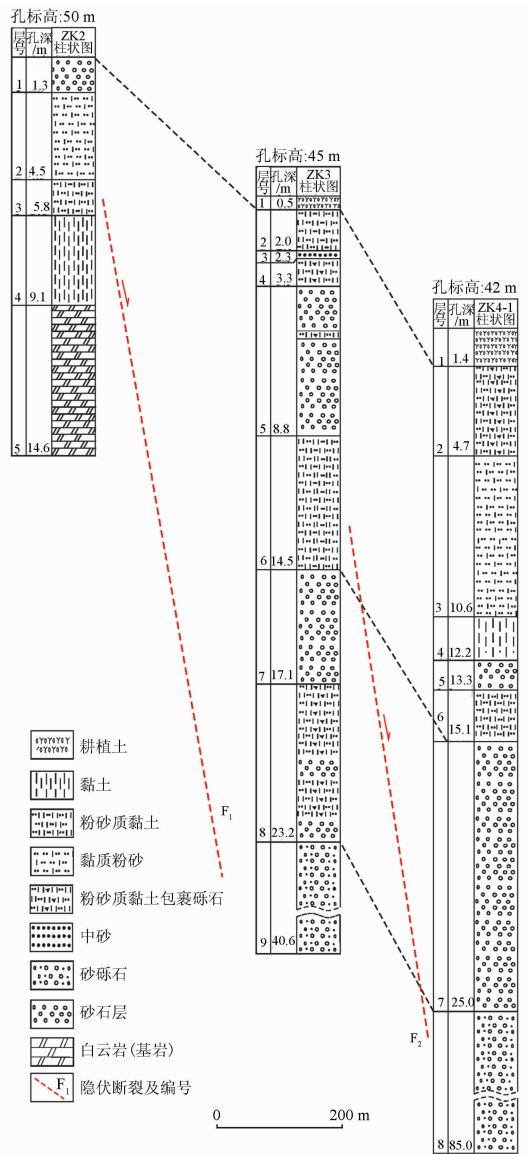 孔标高:50 m
层号 孔深/m ZK2柱状图
1 1.3
2 4.5
3 5.8
4 9.1
5 14.6
孔标高:45 m
层号 孔深/m ZK3柱状图
1 0.5
2 2.0
3 2.3
4 3.3
5 8.8
6 14.5
7 17.1
8 23.2
9 40.6
孔标高:42 m
层号 孔深/m ZK4-1柱状图
1 1.4
2 4.7
3 10.6
4 12.2
5 13.3
6 15.1
7 25.0
8 85.0
F1
F2
耕植土
黏土
粉砂质黏土
黏质粉砂
粉砂质黏土包裹砾石
中砂
砂砾石
砂石层
白云岩(基岩)
F1 隐伏断裂及编号
0 200 m